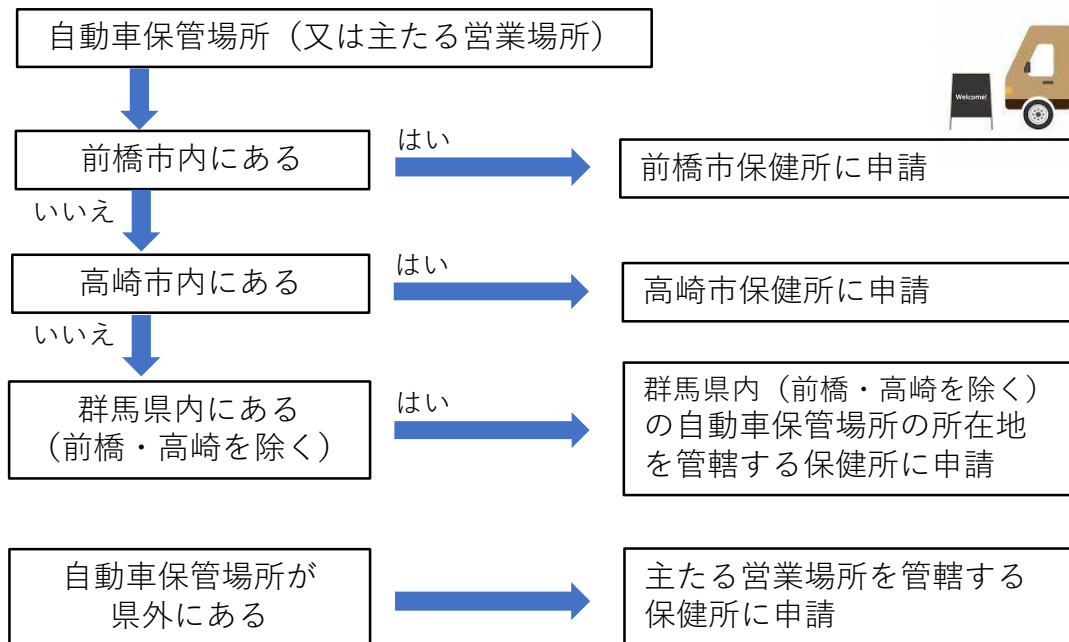 自動車保管場所（又は主たる営業場所）
Welcome!
前橋市内にある
はい
前橋市保健所に申請
いいえ
高崎市内にある
はい
高崎市保健所に申請
いいえ
群馬県内にある
（前橋・高崎を除く）
はい
群馬県内（前橋・高崎を除く）
の自動車保管場所の所在地
を管轄する保健所に申請
自動車保管場所が
県外にある
主たる営業場所を管轄する
保健所に申請